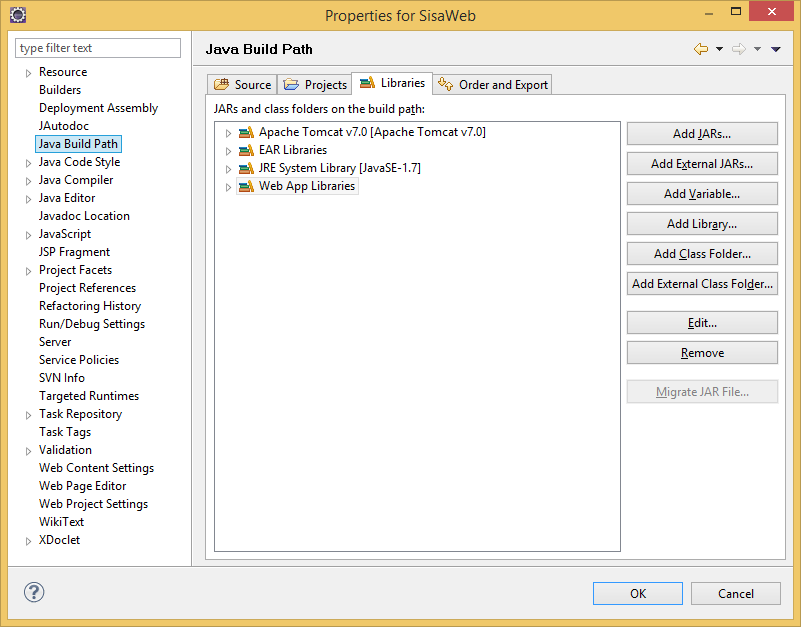 Properties for SisaWeb
type filter text
Resource
Builders
Deployment Assembly
JAutodoc
Java Build Path
Java Code Style
Java Compiler
Java Editor
Javadoc Location
JavaScript
JSP Fragment
Project Facets
Project References
Refactoring History
Run/Debug Settings
Server
Service Policies
SVN Info
Targeted Runtimes
Task Repository
Task Tags
Validation
Web Content Settings
Web Page Editor
Web Project Settings
WikiText
XDoclet
Java Build Path
Source Projects Libraries Order and Export
JARs and class folders on the build path:
Apache Tomcat v7.0 [Apache Tomcat v7.0]
EAR Libraries
JRE System Library [JavaSE-1.7]
Web App Libraries
Add JARs...
Add External JARs...
Add Variable...
Add Library...
Add Class Folder...
Add External Class Folder...
Edit...
Remove
Migrate JAR File...
?
OK Cancel